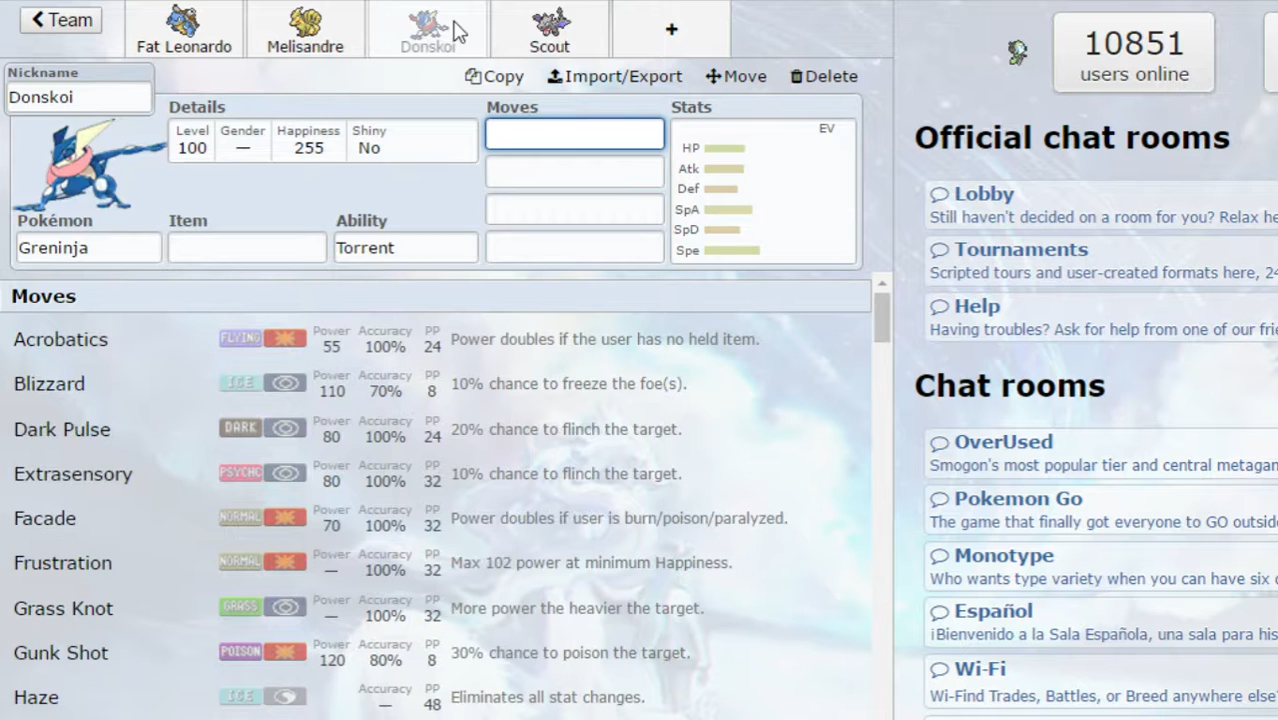 Team
Fat Leonardo
Melisandre
Donskoi
Scout
+
10851
users online
Copy
Import/Export
Move
Delete
Nickname
Donskoi
Details
Level
100
Gender
—
Happiness
255
Shiny
No
Pokémon
Greninja
Item
Ability
Torrent
Moves
Stats
EV
HP
Atk
Def
SpA
SpD
Spe
Moves
Acrobatics FLYING Power 55 Accuracy 100% PP 24 Power doubles if the user has no held item.
Blizzard ICE Power 110 Accuracy 70% PP 8 10% chance to freeze the foe(s).
Dark Pulse DARK Power 80 Accuracy 100% PP 24 20% chance to flinch the target.
Extrasensory PSYCHC Power 80 Accuracy 100% PP 32 10% chance to flinch the target.
Facade NORMAL Power 70 Accuracy 100% PP 32 Power doubles if user is burn/poison/paralyzed.
Frustration NORMAL Power — Accuracy 100% PP 32 Max 102 power at minimum Happiness.
Grass Knot GRASS Power — Accuracy 100% PP 32 More power the heavier the target.
Gunk Shot POISON Power 120 Accuracy 80% PP 8 30% chance to poison the target.
Haze ICE Accuracy — PP 48 Eliminates all stat changes.
Official chat rooms
Lobby
Still haven't decided on a room for you? Relax he
Tournaments
Scripted tours and user-created formats here, 24
Help
Having troubles? Ask for help from one of our frie
Chat rooms
OverUsed
Smogon's most popular tier and central metagam
Pokemon Go
The game that finally got everyone to GO outside
Monotype
Who wants type variety when you can have six o
Español
¡Bienvenido a la Sala Española, una sala para his
Wi-Fi
Wi-Find Trades, Battles, or Breed anywhere else